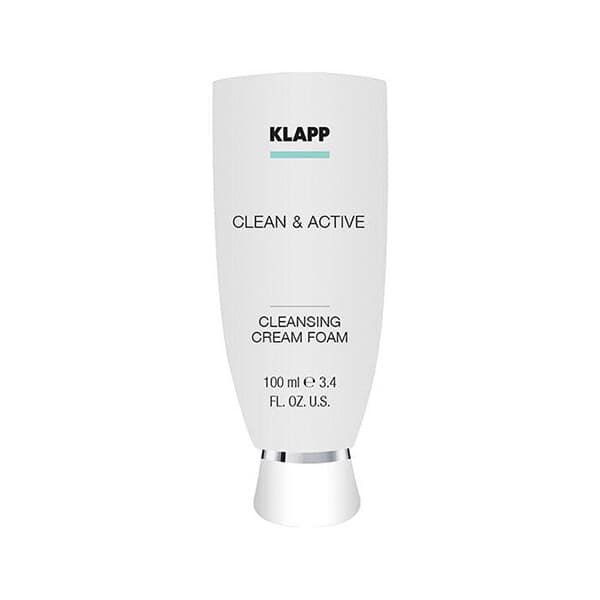 KLAPP
CLEAN & ACTIVE
CLEANSING
CREAM FOAM
100 ml ℮ 3.4
FL. OZ. U.S.